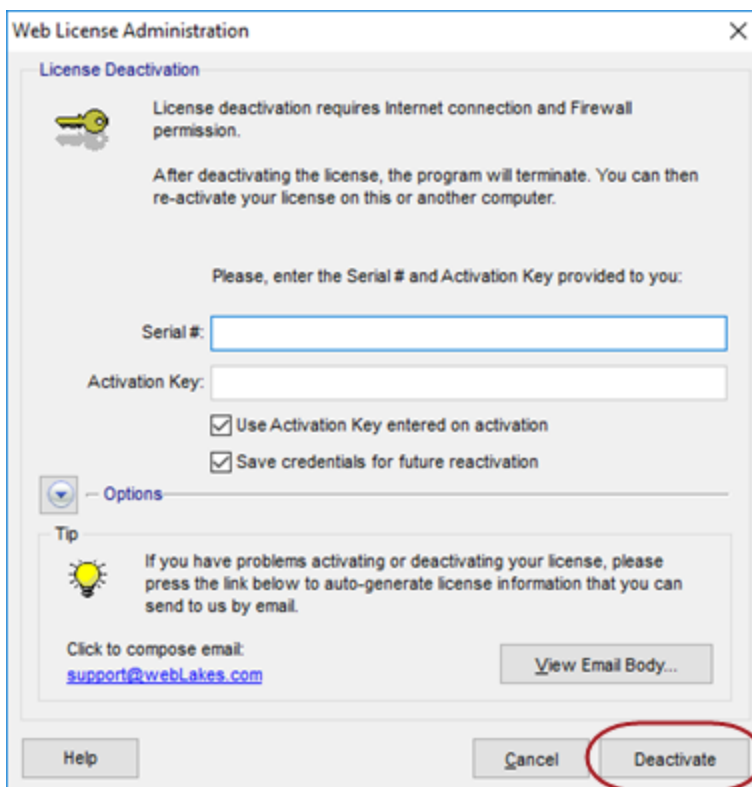 Web License Administration
License Deactivation
License deactivation requires Internet connection and Firewall
permission.
After deactivating the license, the program will terminate. You can then
re-activate your license on this or another computer.
Please, enter the Serial # and Activation Key provided to you:
Serial #:
Activation Key:
Use Activation Key entered on activation
Save credentials for future reactivation
Options
Tip
If you have problems activating or deactivating your license, please
press the link below to auto-generate license information that you can
send to us by email.
Click to compose email:
support@webLakes.com
View Email Body...
Help
Cancel
Deactivate